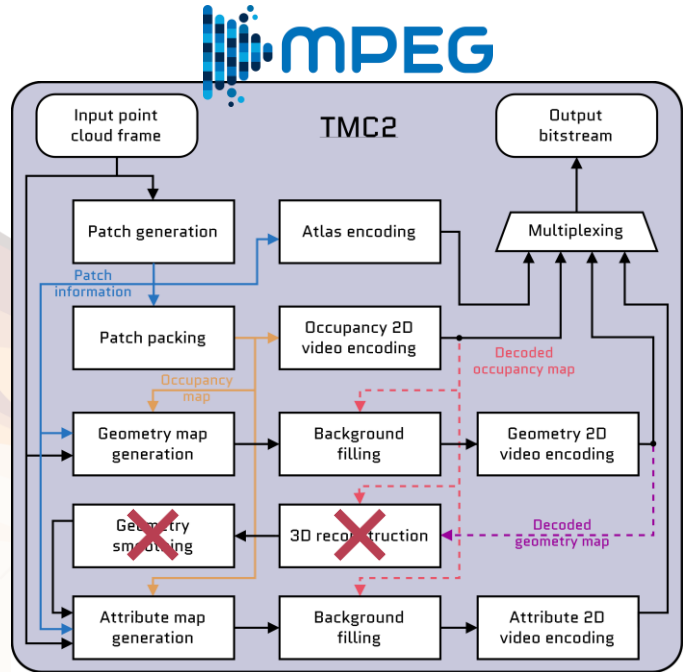 MPEG
TMC2
Input point
cloud frame
Output
bitstream
Patch generation
Atlas encoding
Multiplexing
Patch
information
Patch packing
Occupancy 2D
video encoding
Decoded
occupancy map
Occupancy
map
Geometry map
generation
Background
filling
Geometry 2D
video encoding
Geometry
smoothing
3D reconstruction
Decoded
geometry map
Attribute map
generation
Background
filling
Attribute 2D
video encoding